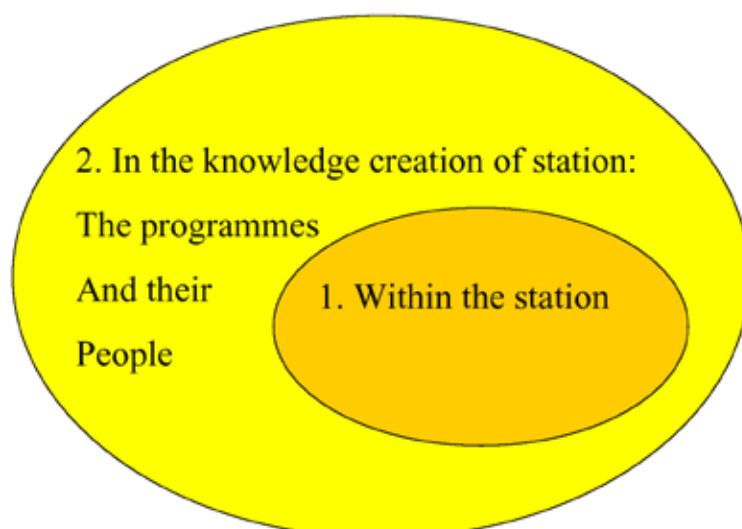 2. In the knowledge creation of station:
The programmes
And their
1. Within the station
People